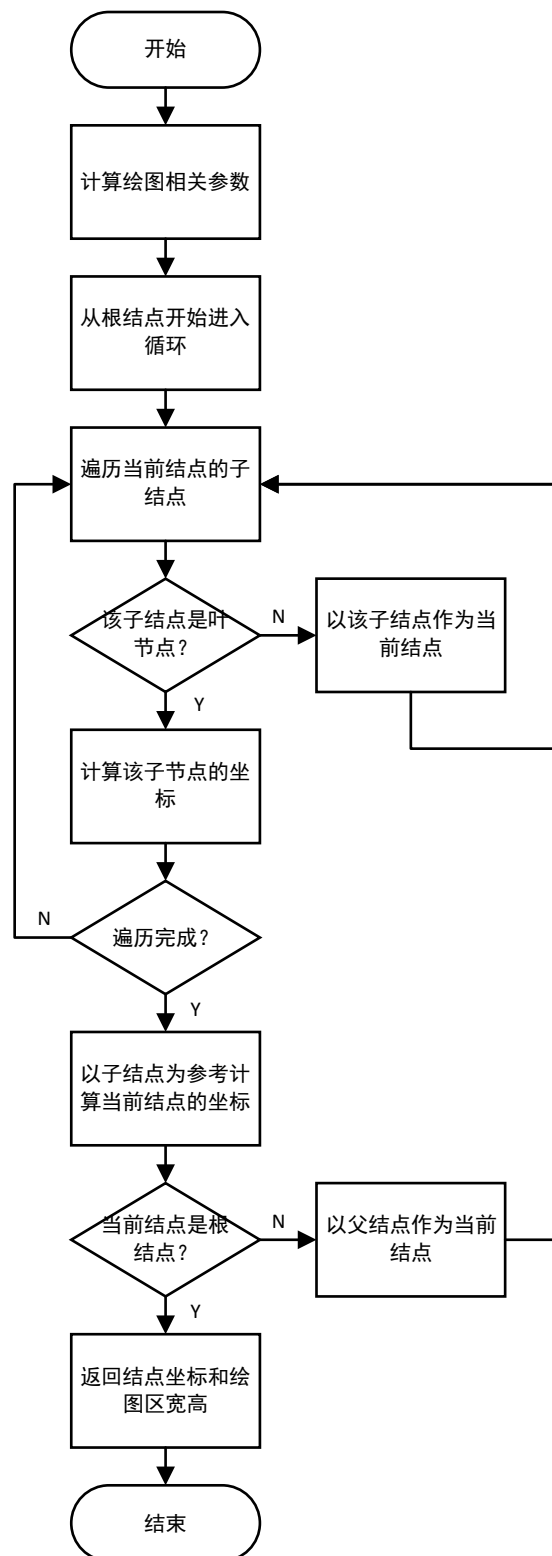 开始
计算绘图相关参数
从根结点开始进入
循环
遍历当前结点的子
结点
该子结点是叶
节点?
N
以该子结点作为当
前结点
Y
计算该子节点的坐
标
N
遍历完成?
Y
以子结点为参考计
算当前结点的坐标
当前结点是根
结点?
N
以父结点作为当前
结点
Y
返回结点坐标和绘
图区宽高
结束